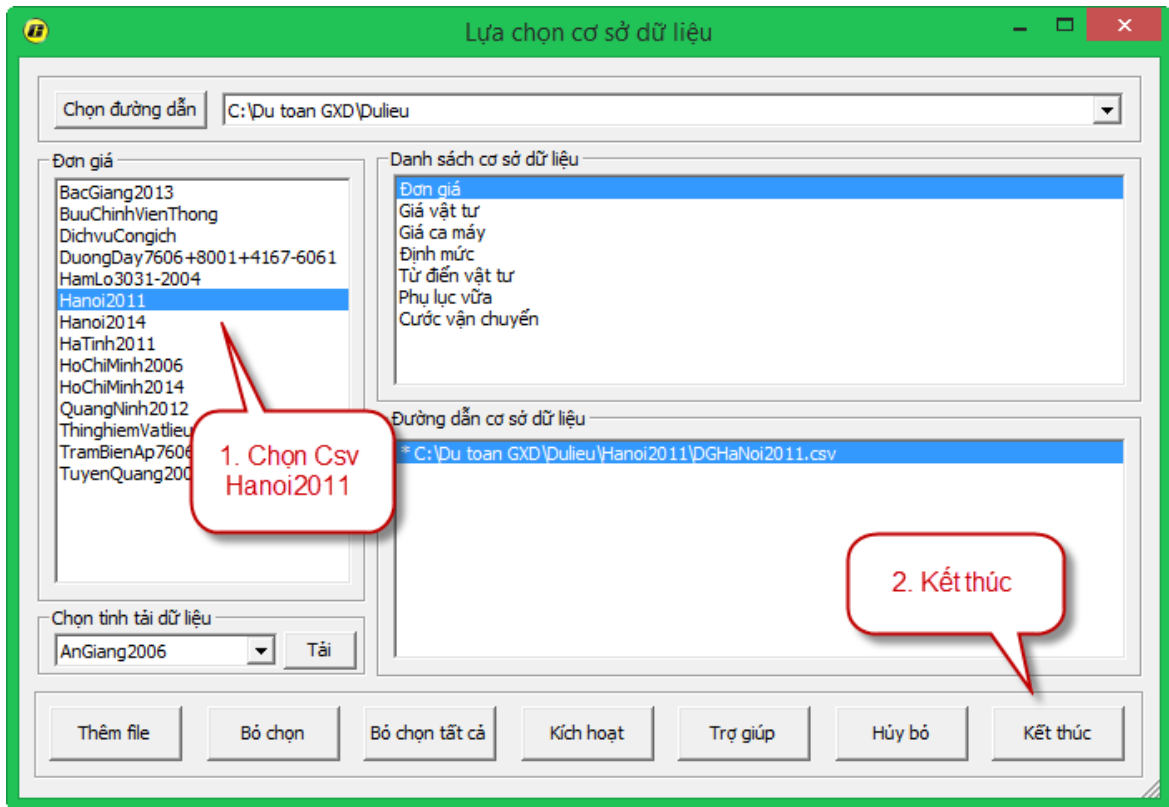 Lựa chọn cơ sở dữ liệu
Chọn đường dẫn
C:\Du toan GXD\Dulieu
Đơn giá
BacGiang2013
BuuChinhVienThong
DichvuCongich
DuongDay7606+8001+4167-6061
HamLo3031-2004
Hanoi2011
Hanoi2014
HaTinh2011
HoChiMinh2006
HoChiMinh2014
QuangNinh2012
ThinghiemVatlieu
TramBienAp7606
TuyenQuang200
1. Chọn Csv
Hanoi2011
Chọn tỉnh tải dữ liệu
AnGiang2006
Tải
Danh sách cơ sở dữ liệu
Đơn giá
Giá vật tư
Giá ca máy
Định mức
Từ điển vật tư
Phụ lục vữa
Cước vận chuyển
Đường dẫn cơ sở dữ liệu
* C:\Du toan GXD\Dulieu\Hanoi2011\DGHaNoi2011.csv
2. Kết thúc
Thêm file
Bỏ chọn
Bỏ chọn tất cả
Kích hoạt
Trợ giúp
Hủy bỏ
Kết thúc